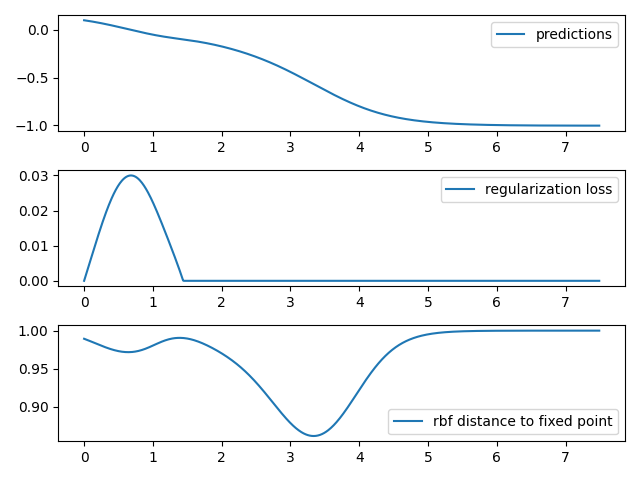 0.0
−0.5
−1.0
predictions
0 1 2 3 4 5 6 7
0.03
0.02
0.01
0.00
regularization loss
0 1 2 3 4 5 6 7
1.00
0.95
0.90
rbf distance to fixed point
0 1 2 3 4 5 6 7